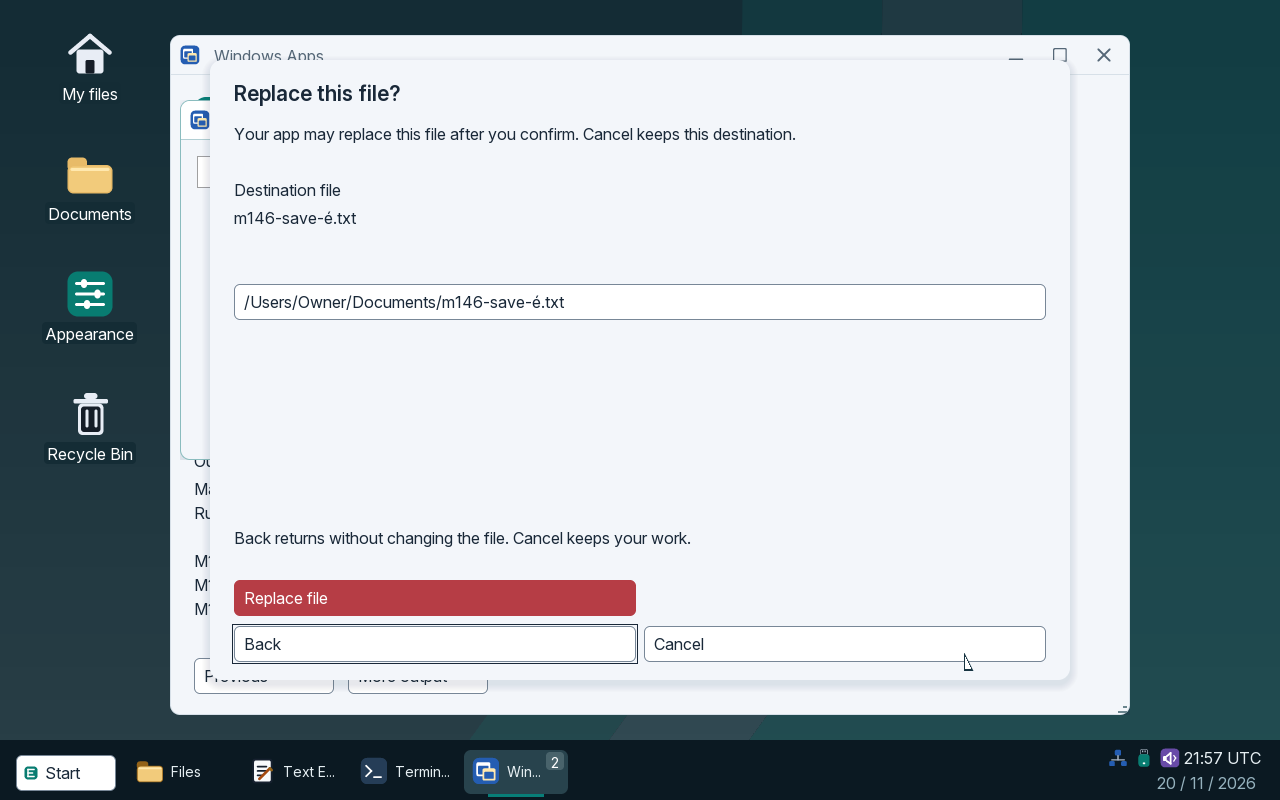 My files
Documents
Appearance
Recycle Bin
Windows Apps
Replace this file?
Your app may replace this file after you confirm. Cancel keeps this destination.
Destination file
m146-save-é.txt
/Users/Owner/Documents/m146-save-é.txt
Back returns without changing the file. Cancel keeps your work.
Replace file
Back
Cancel
Start
Files
Text E...
Termin...
Win...
2
21:57 UTC
20 / 11 / 2026